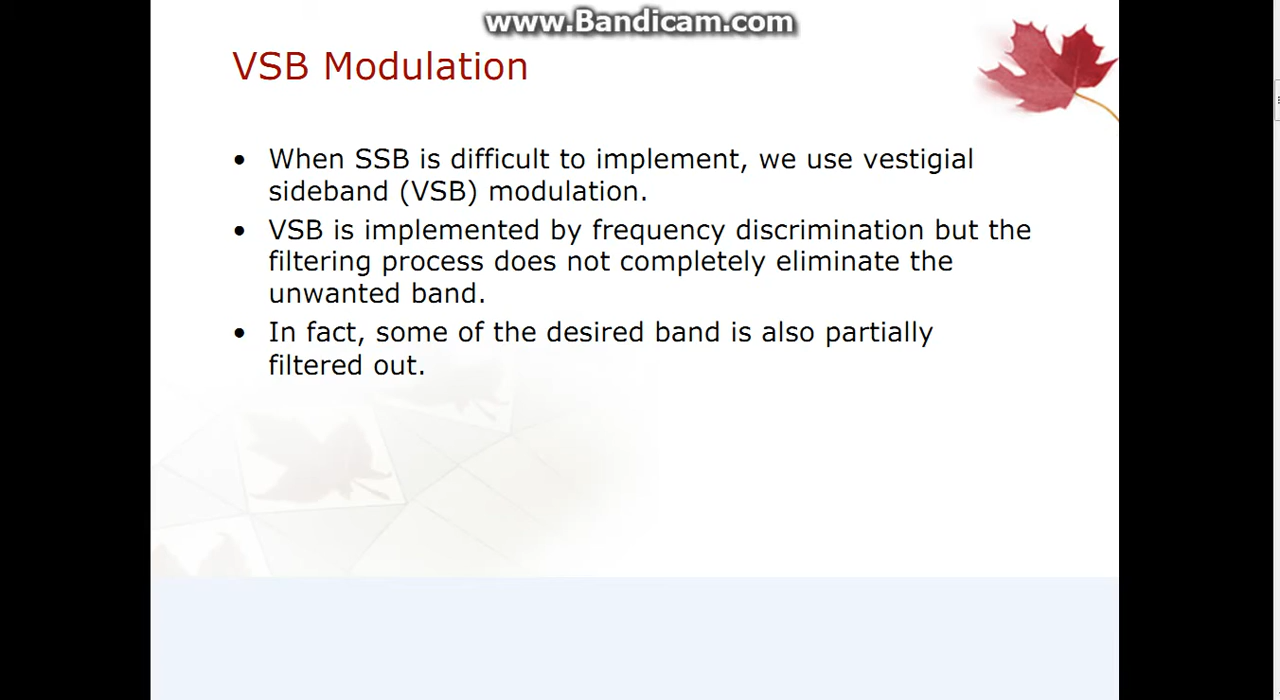 www.Bandicam.com
VSB Modulation
• When SSB is difficult to implement, we use vestigial
sideband (VSB) modulation.
• VSB is implemented by frequency discrimination but the
filtering process does not completely eliminate the
unwanted band.
• In fact, some of the desired band is also partially
filtered out.